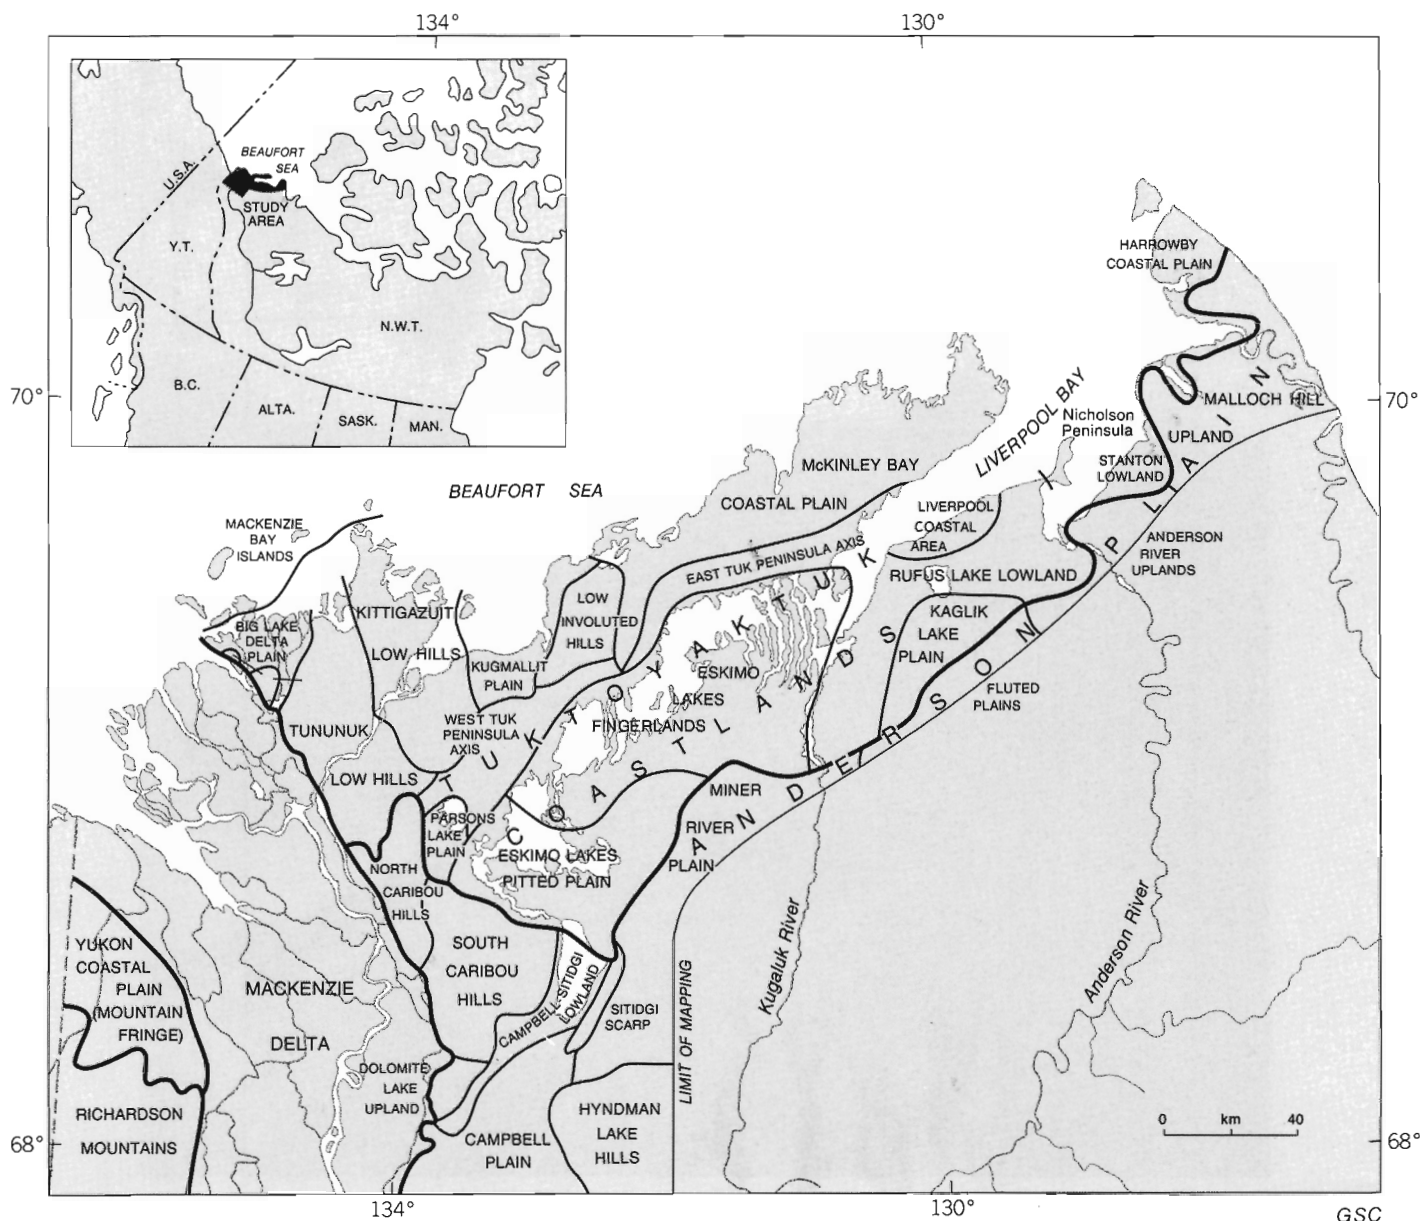 134°
130°
BEAUFORT
SEA
U.S.A.
STUDY
AREA
Y.T.
N.W.T.
B.C.
ALTA.
SASK.
MAN.
70°
70°
HARROWBY
COASTAL PLAIN
MALLOCH HILL
UPLAND
LIVERPOOL BAY
Nicholson
Peninsula
STANTON
LOWLAND
McKINLEY BAY
COASTAL PLAIN
BEAUFORT SEA
LIVERPOOL
COASTAL
AREA
MACKENZIE
BAY
ISLANDS
EAST TUK PENINSULA AXIS
ANDERSON
RIVER
UPLANDS
RUFUS LAKE LOWLAND
KITTIGAZUIT
LOW HILLS
LOW
INVOLUTED
HILLS
KAGLIK
LAKE
PLAIN
BIG LAKE
DELTA
PLAIN
KUGMALLIT
PLAIN
ESKIMO
LAKES
FINGERLANDS
FLUTED
PLAINS
TUNUNUK
LOW HILLS
WEST TUK
PENINSULA
AXIS
TUKTOYAKTUK
COASTLANDS
ANDERSON PLAIN
MINER
RIVER
PLAIN
PARSONS
LAKE
PLAIN
ESKIMO LAKES
PITTED PLAIN
NORTH
CARIBOU
HILLS
SOUTH
CARIBOU
HILLS
CAMPBELL-SITIDGI
LOWLAND
SITIDGI
SCARP
LIMIT OF MAPPING
Kugaluk River
Anderson River
YUKON
COASTAL
PLAIN
(MOUNTAIN
FRINGE)
MACKENZIE
DELTA
DOLOMITE
LAKE
UPLAND
RICHARDSON
MOUNTAINS
CAMPBELL
PLAIN
HYNDMAN
LAKE
HILLS
0 km 40
68°
68°
134°
130°
GSC